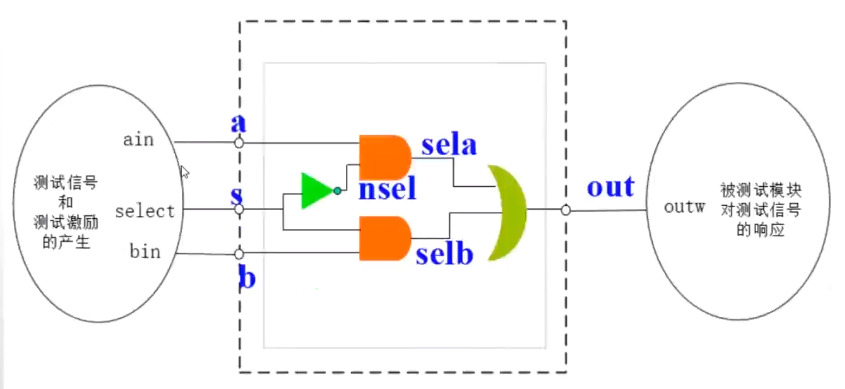 ain
a
测试信号
和
测试激励
的产生
select
s
bin
b
nsel
sela
selb
out
outw
被测试模块
对测试信号
的响应